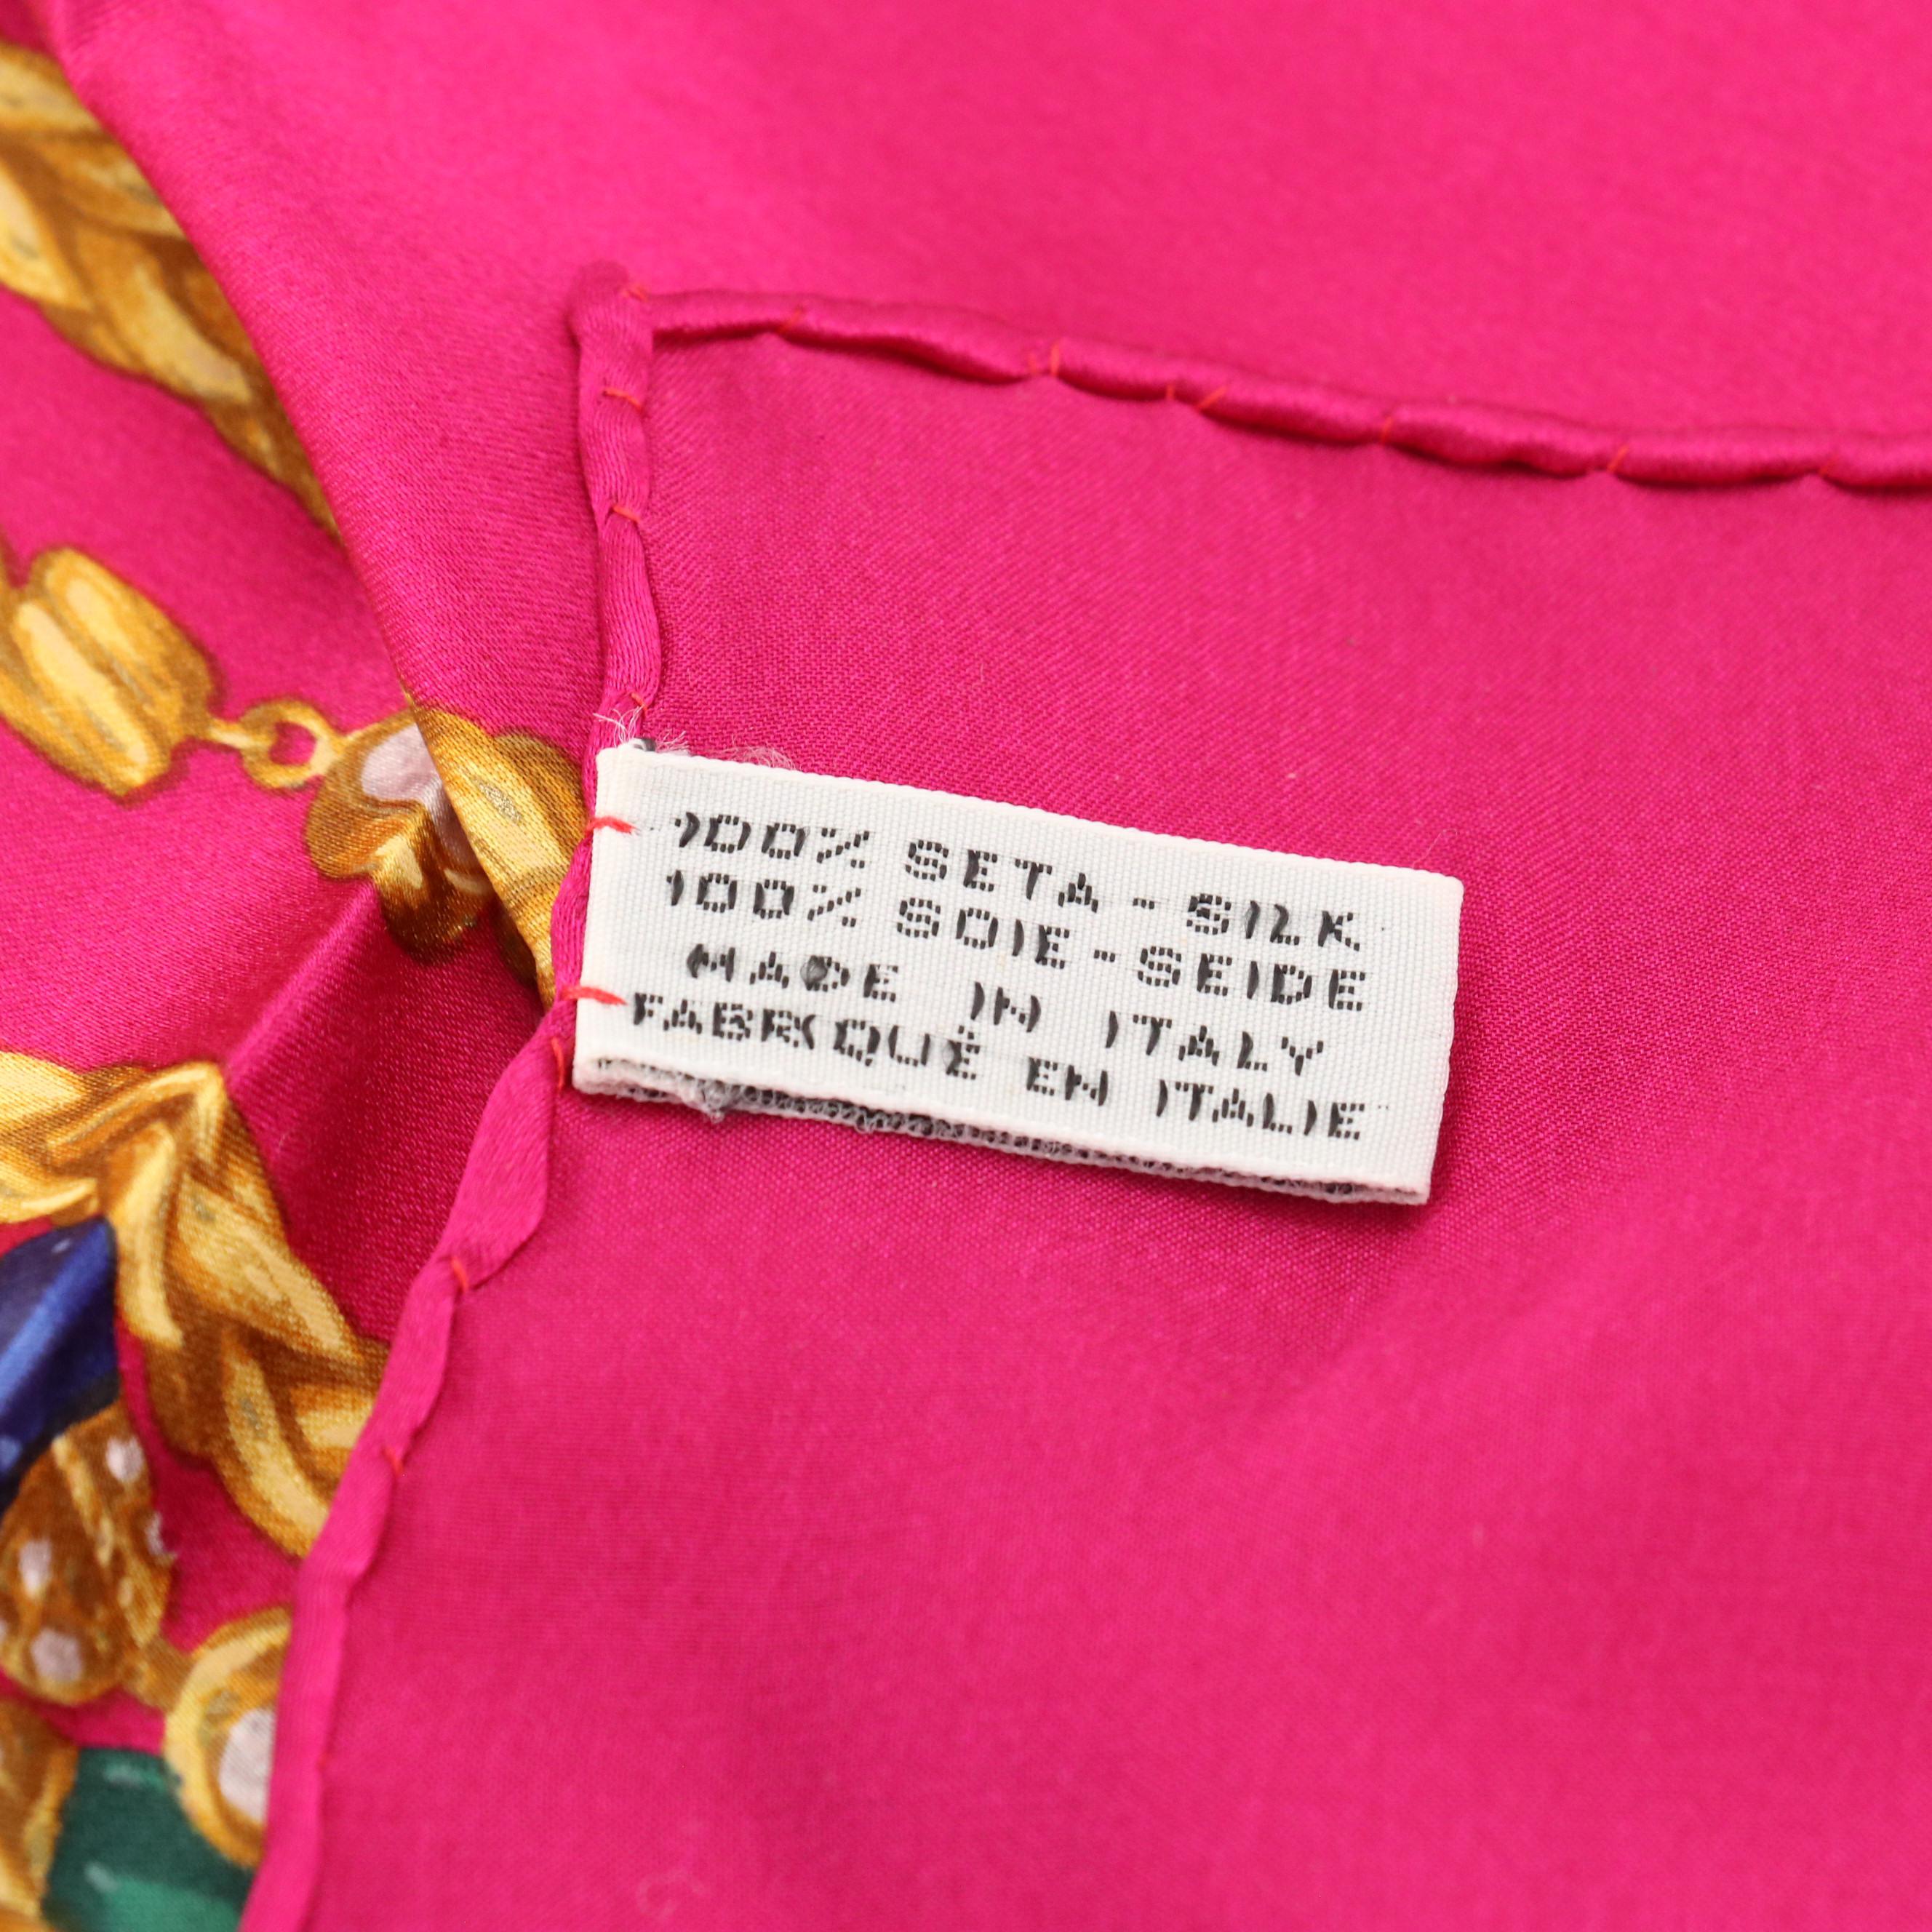 100% SETA - SILK
100% SOIE - SEIDE
MADE IN ITALY
FABRIQUÉ EN ITALIE